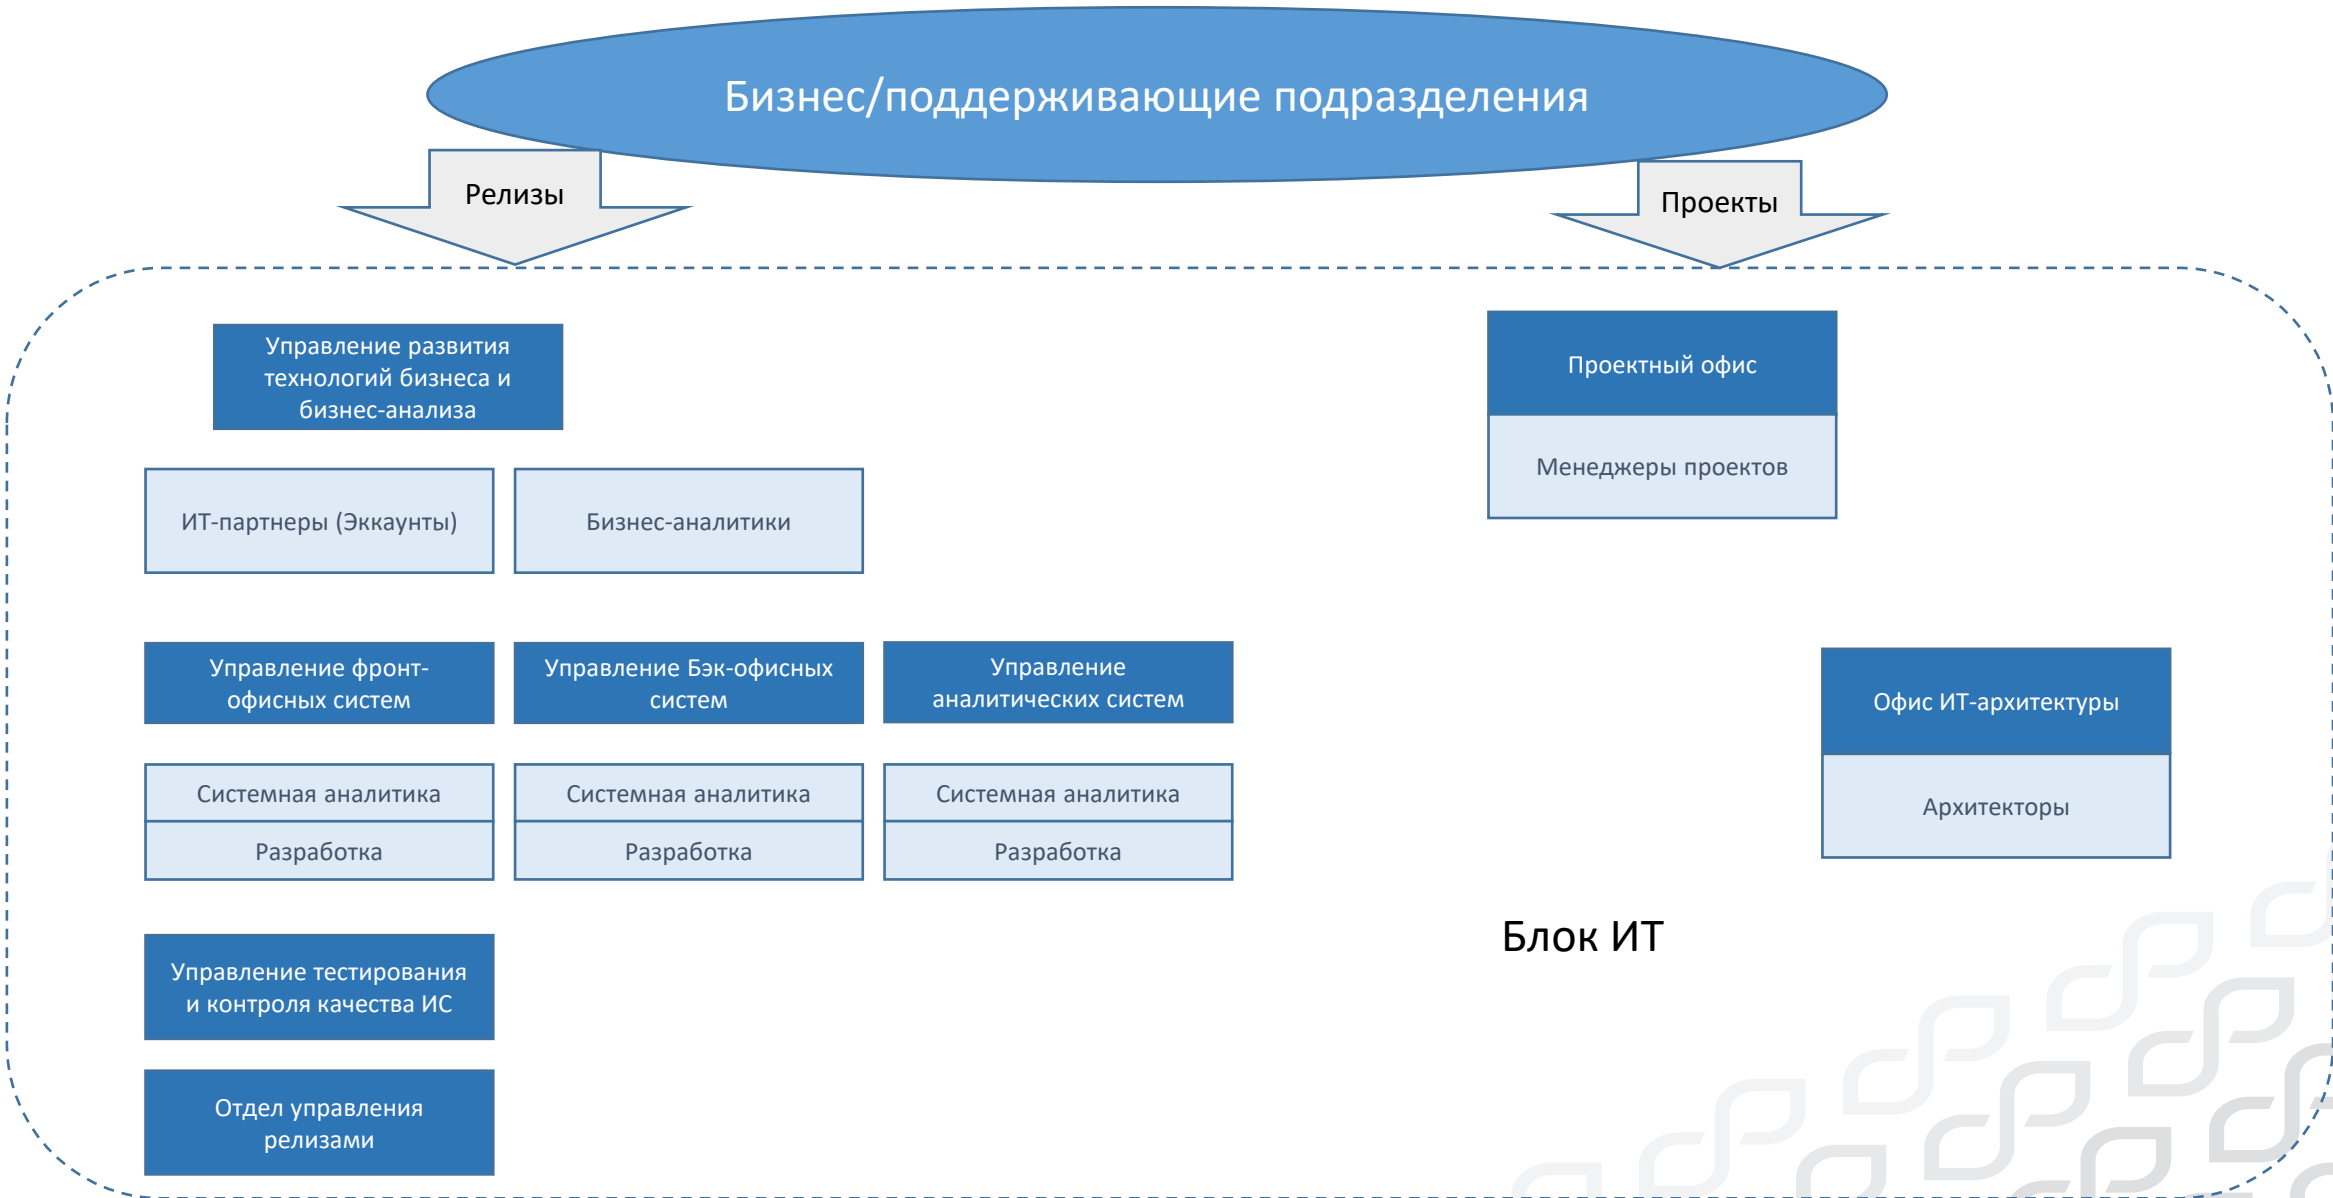 Бизнес/поддерживающие подразделения
Релизы
Проекты
Управление развития
технологий бизнеса и
бизнес-анализа
Проектный офис
Менеджеры проектов
ИТ-партнеры (Эккаунты)
Бизнес-аналитики
Управление фронт-
офисных систем
Управление Бэк-офисных
систем
Управление
аналитических систем
Офис ИТ-архитектуры
Архитекторы
Системная аналитика
Системная аналитика
Системная аналитика
Разработка
Разработка
Разработка
Блок ИТ
Управление тестирования
и контроля качества ИС
Отдел управления
релизами